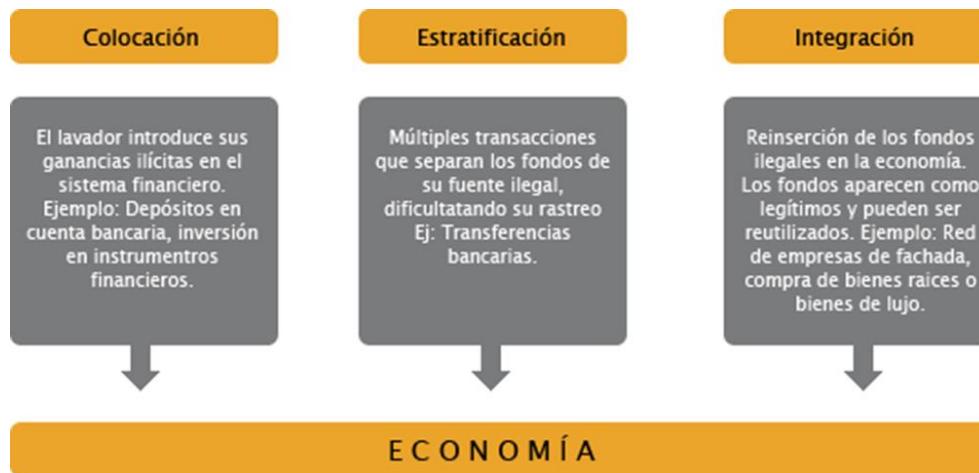 Colocación
El lavador introduce sus
ganancias ilícitas en el
sistema financiero.
Ejemplo: Depósitos en
cuenta bancaria, inversión
en instrumentros
financieros.
Estratificación
Múltiples transacciones
que separan los fondos de
su fuente ilegal,
dificultatando su rastreo
Ej: Transferencias
bancarias.
Integración
Reinserción de los fondos
ilegales en la economía.
Los fondos aparecen como
legítimos y pueden ser
reutilizados. Ejemplo: Red
de empresas de fachada,
compra de bienes raices o
bienes de lujo.
ECONOMÍA